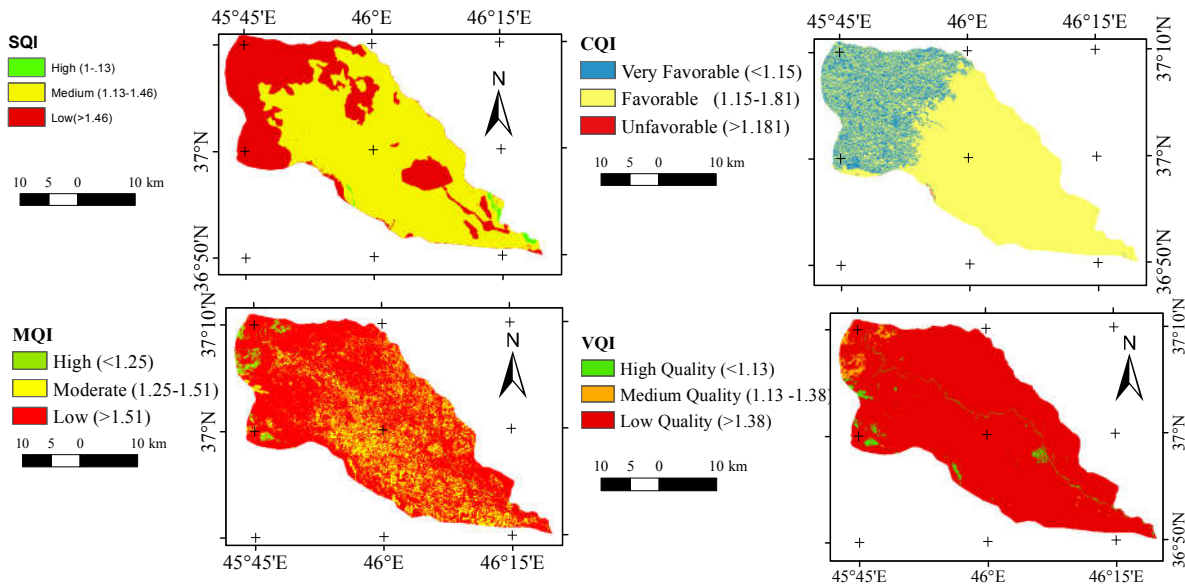 45°45'E 46°E 46°15'E
SQI
High (1-.13)
Medium (1.13-1.46)
Low(>1.46)
N
37°N
36°50'N
10 5 0 10 km
45°45'E 46°E 46°15'E
CQI
Very Favorable (<1.15)
Favorable (1.15-1.81)
Unfavorable (>1.181)
N
37°10'N
37°N
36°50'N
10 5 0 10 km
MQI
High (<1.25)
Moderate (1.25-1.51)
Low (>1.51)
N
37°10'N
37°N
10 5 0 10 km
45°45'E 46°E 46°15'E
VQI
High Quality (<1.13)
Medium Quality (1.13 -1.38)
Low Quality (>1.38)
N
37°10'N
37°N
36°50'N
10 5 0 10 km
45°45'E 46°E 46°15'E